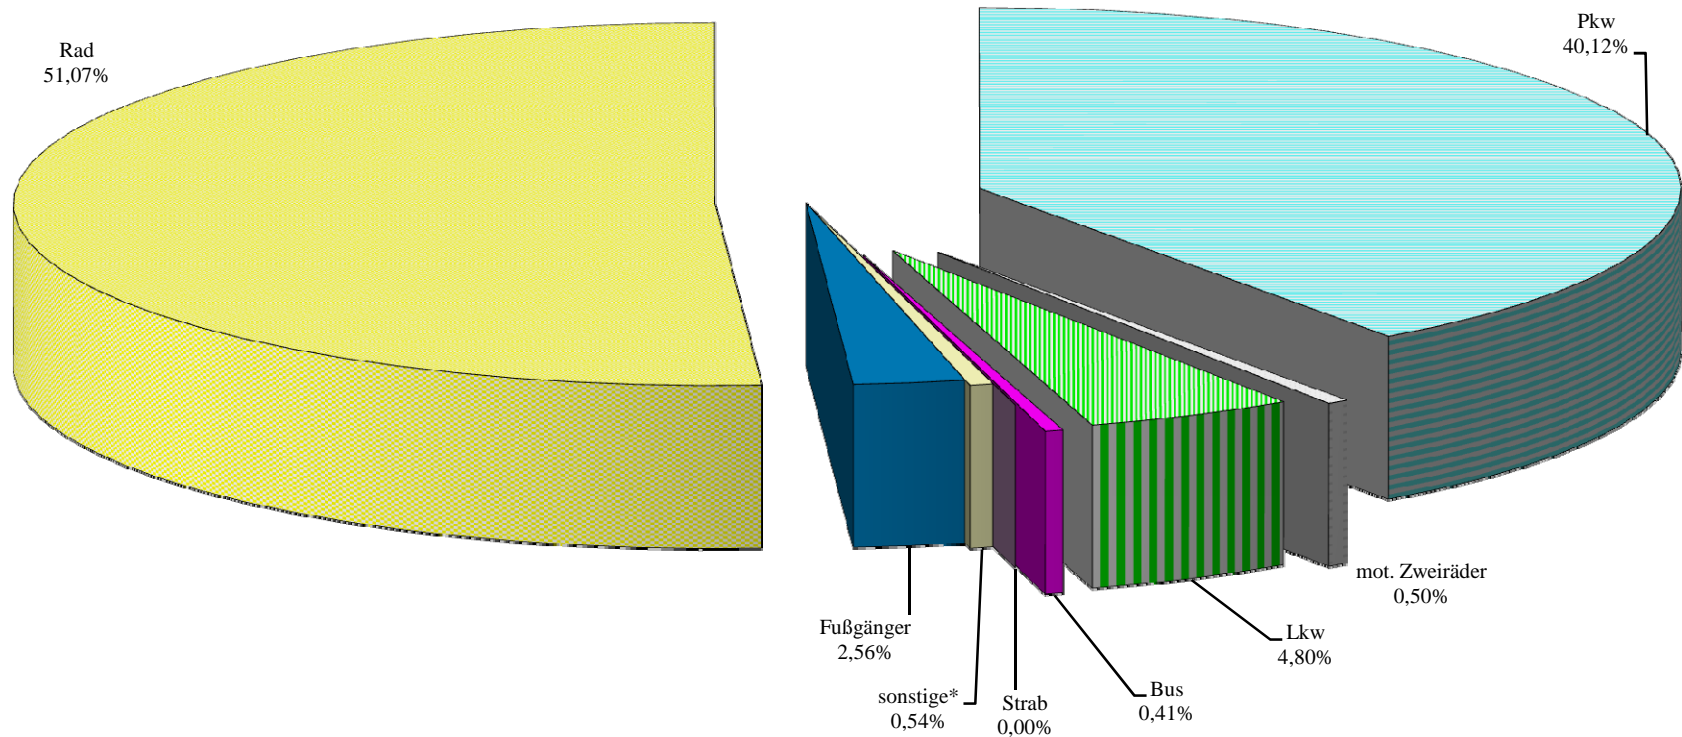 Rad
51,07%
Pkw
40,12%
mot. Zweiräder
0,50%
Lkw
4,80%
Bus
0,41%
Strab
0,00%
sonstige*
0,54%
Fußgänger
2,56%